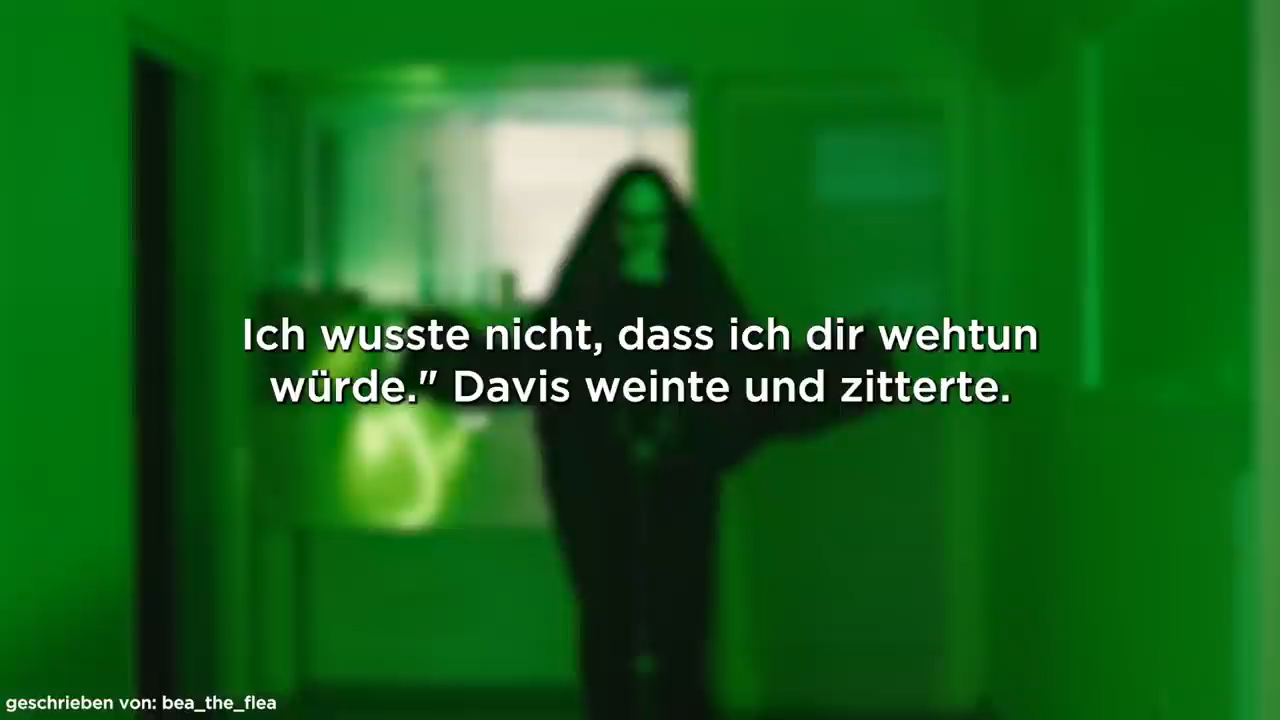 Ich wusste nicht, dass ich dir wehtun
würde." Davis weinte und zitterte.
geschrieben von: bea_the_flea